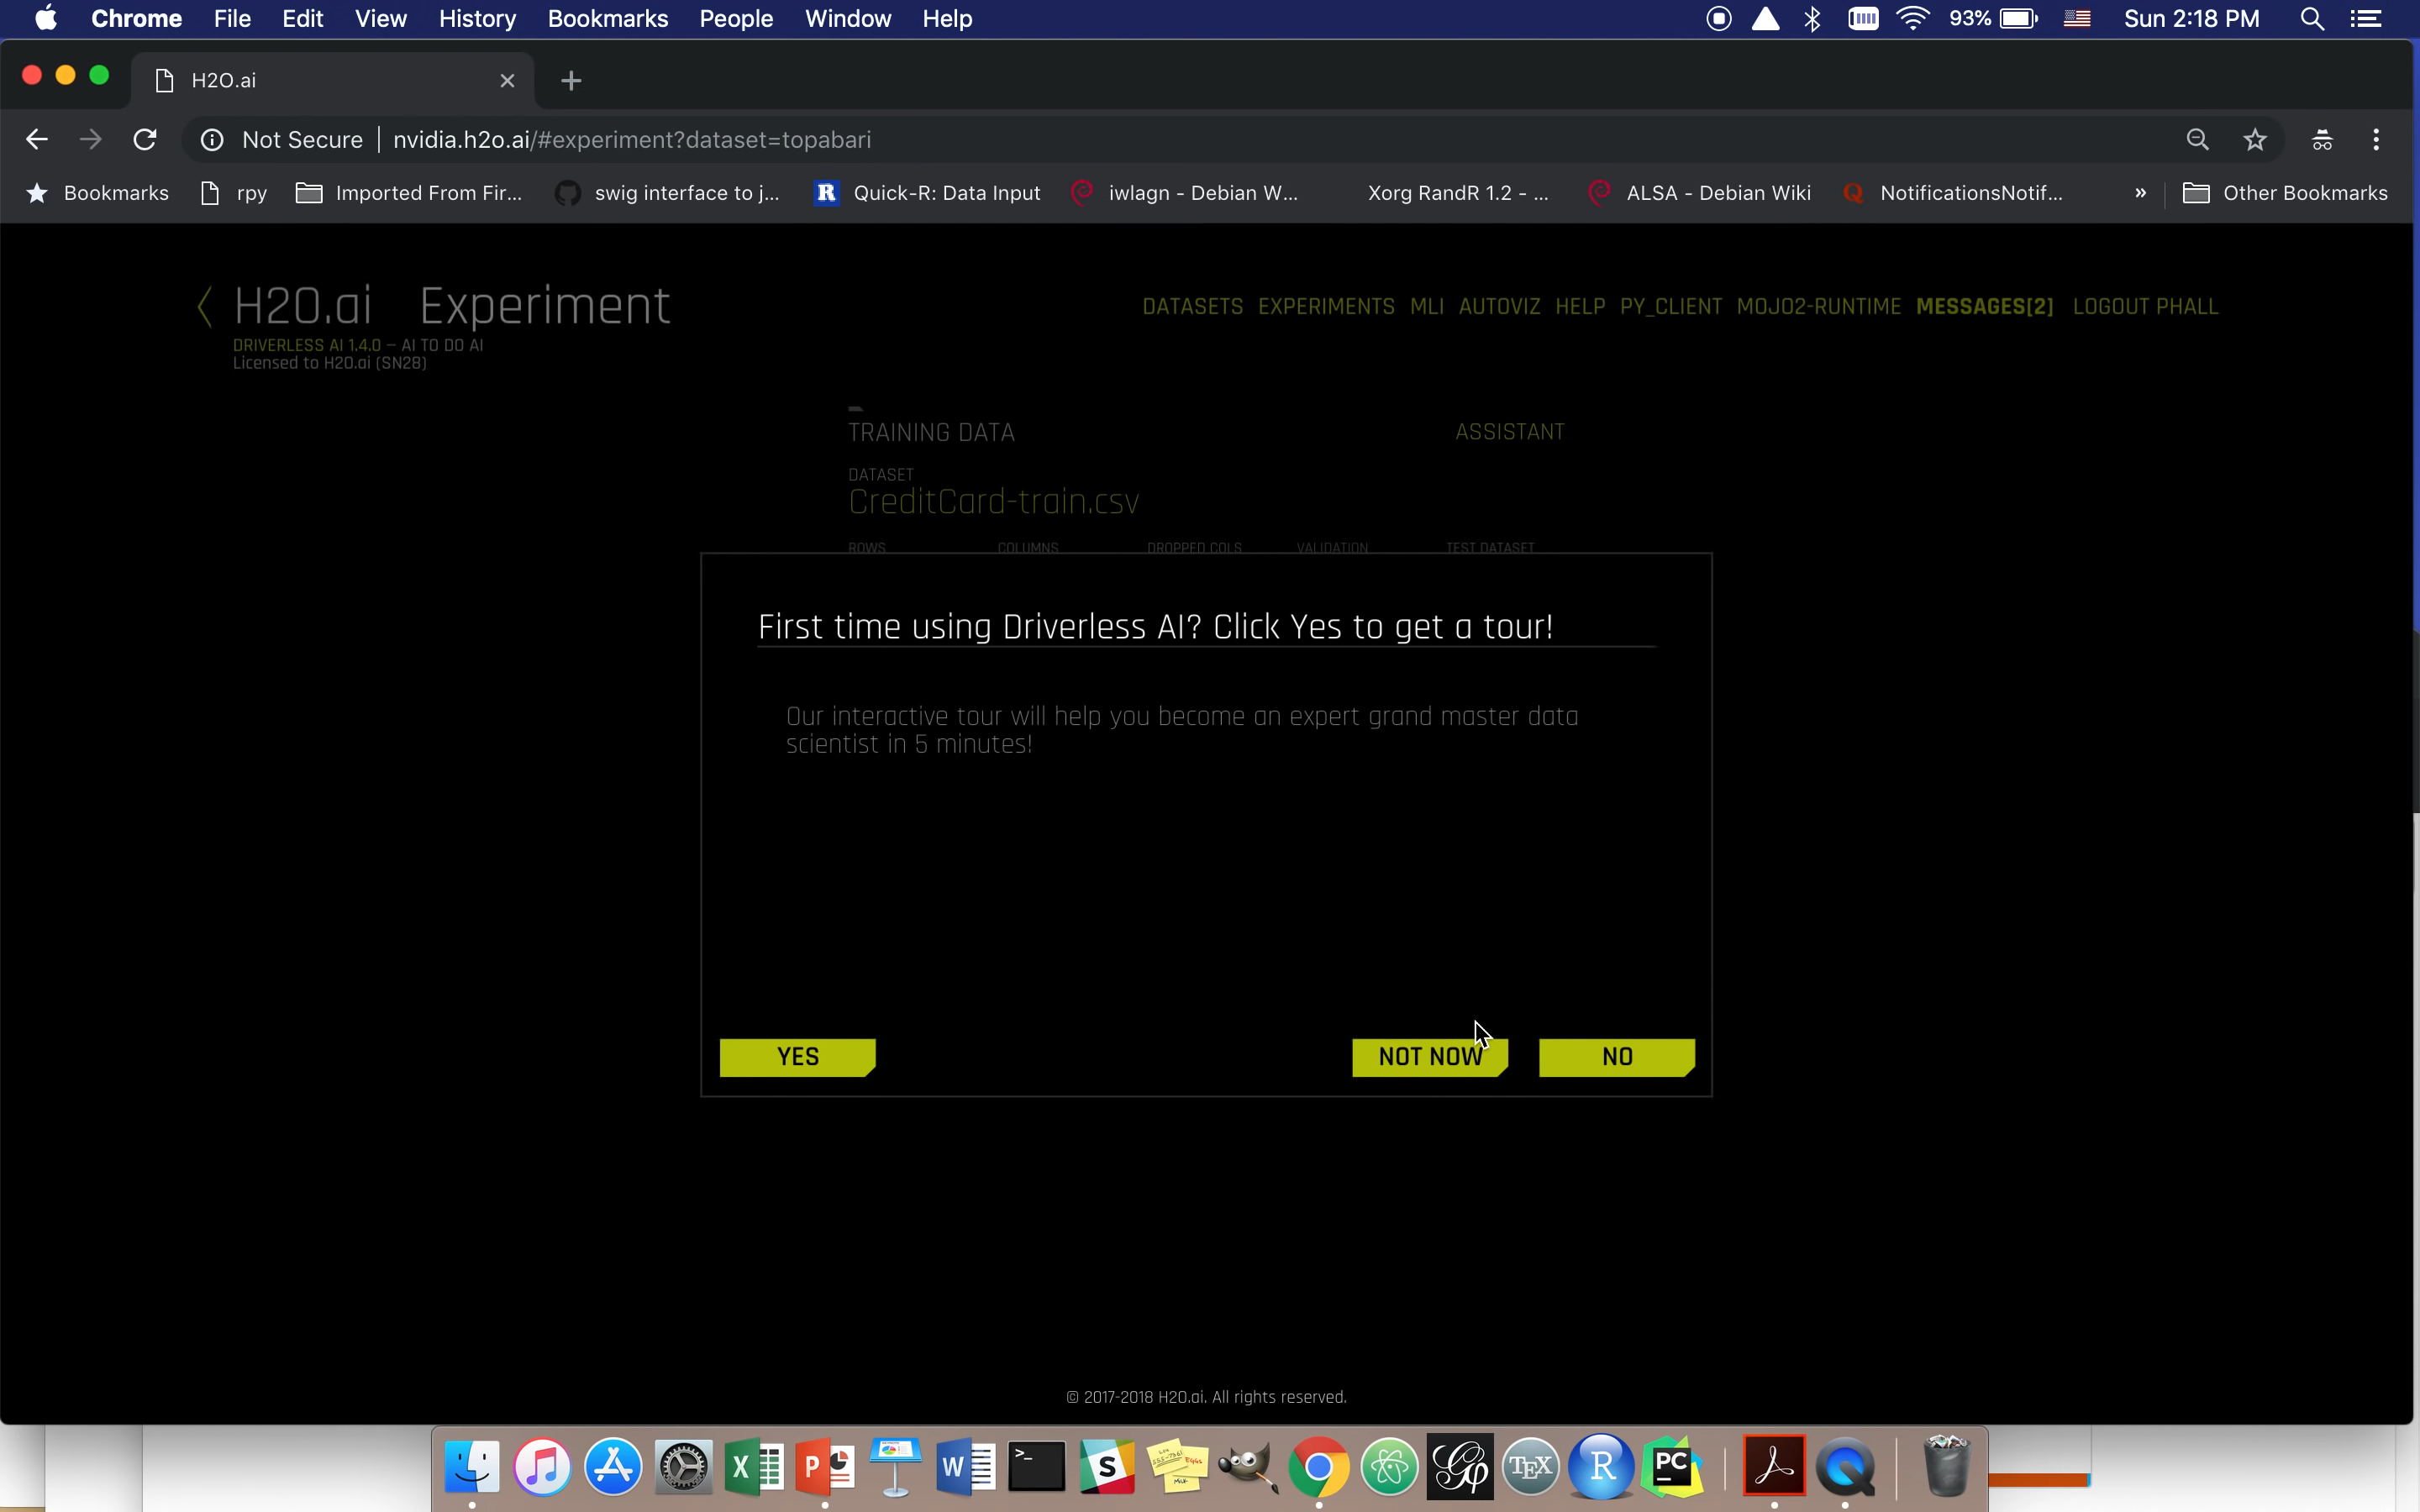 Chrome File Edit View History Bookmarks People Window Help 93% Sun 2:18 PM
H2O.ai
Not Secure nvidia.h2o.ai/#experiment?dataset=topabari
Bookmarks rpy Imported From Fir... swig interface to j... R Quick-R: Data Input iwlagn - Debian W... Xorg RandR 1.2 - ... ALSA - Debian Wiki Q NotificationsNotif... » Other Bookmarks
H2O.ai Experiment
DATASETS EXPERIMENTS MLI AUTOVIZ HELP PY_CLIENT MOJO2-RUNTIME MESSAGES[2] LOGOUT PHALL
DRIVERLESS AI 1.4.0 – AI TO DO AI
Licensed to H2O.ai (SN28)
TRAINING DATA ASSISTANT
DATASET
CreditCard-train.csv
ROWS COLUMNS DROPPED COLS VALIDATION TEST DATASET
First time using Driverless AI? Click Yes to get a tour!
Our interactive tour will help you become an expert grand master data
scientist in 5 minutes!
YES NOT NOW NO
© 2017-2018 H2O.ai. All rights reserved.
X P W >_ S TEX R PC